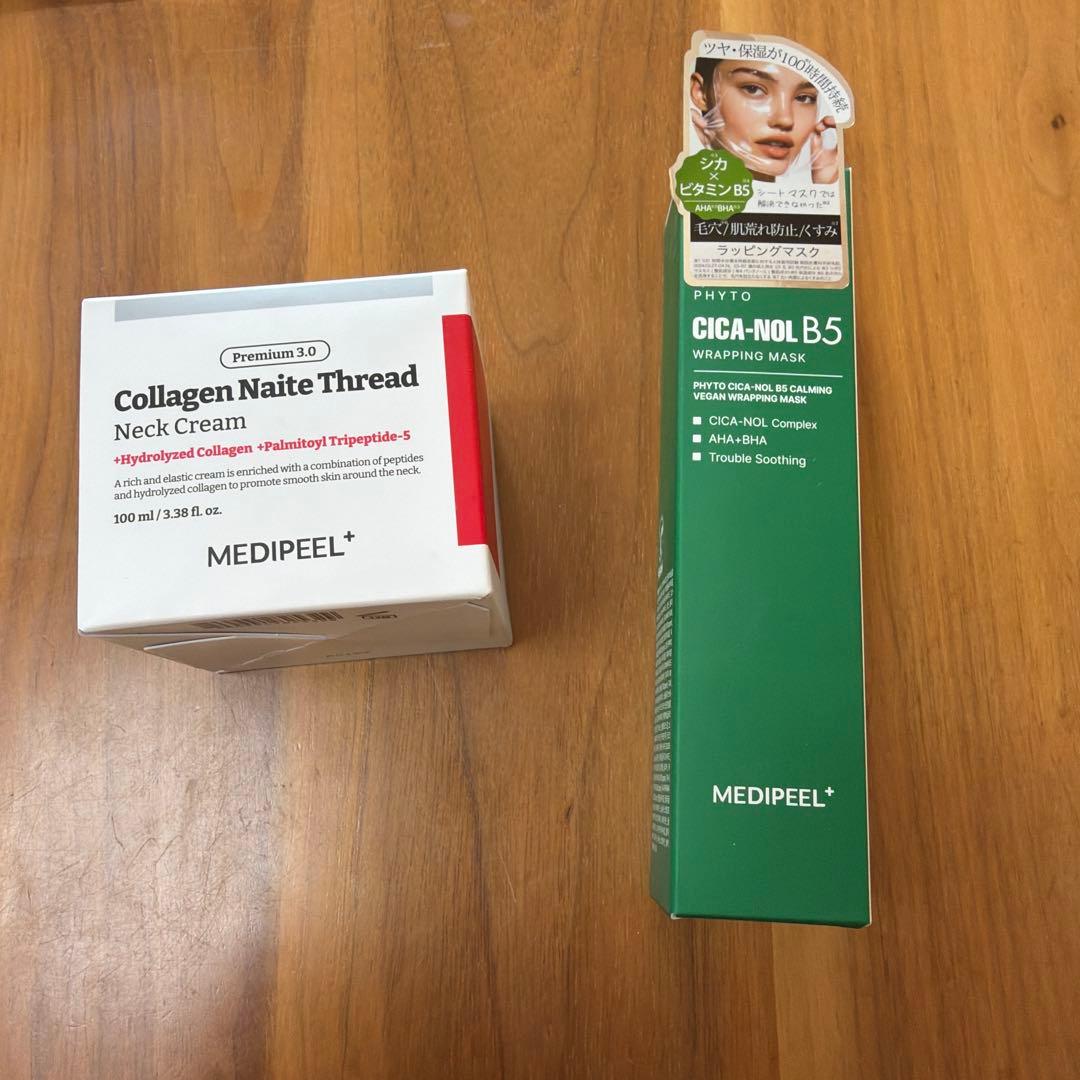 Premium 3.0
Collagen Naite Thread
Neck Cream
+Hydrolyzed Collagen +Palmitoyl Tripeptide-5
A rich and elastic cream is enriched with a combination of peptides
and hydrolyzed collagen to promote smooth skin around the neck.
100 ml / 3.38 fl. oz.
MEDIPEEL+
ツヤ・保湿が100時間持続
シカ
×
ビタミンB5
AHA BHA
シートマスクでは
解決できなかった
毛穴/肌荒れ防止/くすみ
ラッピングマスク
PHYTO
CICA-NOL B5
WRAPPING MASK
PHYTO CICA-NOL B5 CALMING
VEGAN WRAPPING MASK
CICA-NOL Complex
AHA+BHA
Trouble Soothing
MEDIPEEL+